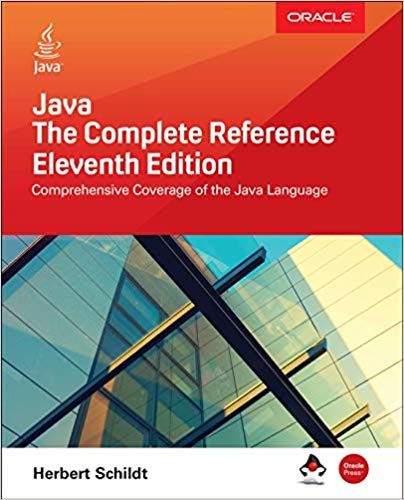 ORACLE
Java
Java
The Complete Reference
Eleventh Edition
Comprehensive Coverage of the Java Language
Herbert Schildt
Oracle
Press